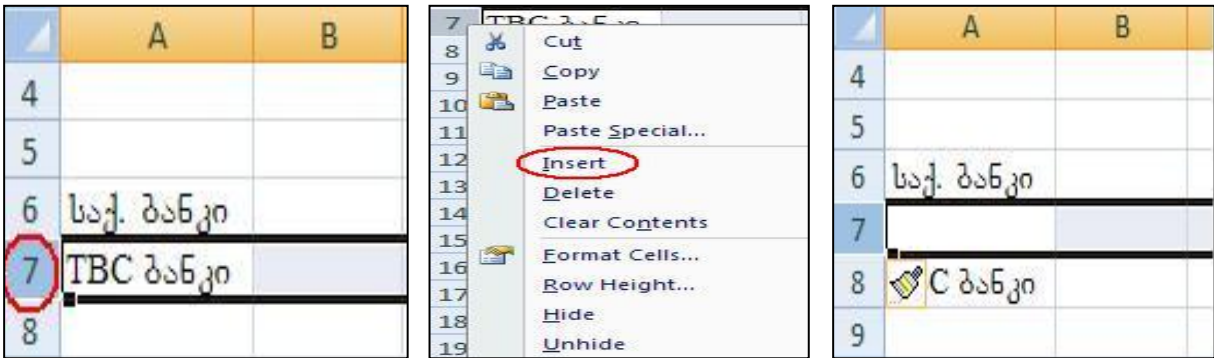 A B
4
5
6 საქ. ბანკი
7 TBC ბანკი
8
7 TBC ბანკი
8
9
10
11
12
13
14
15
16
17
18
19
Cut
Copy
Paste
Paste Special...
Insert
Delete
Clear Contents
Format Cells...
Row Height...
Hide
Unhide
A B
4
5
6 საქ. ბანკი
7
8 C ბანკი
9